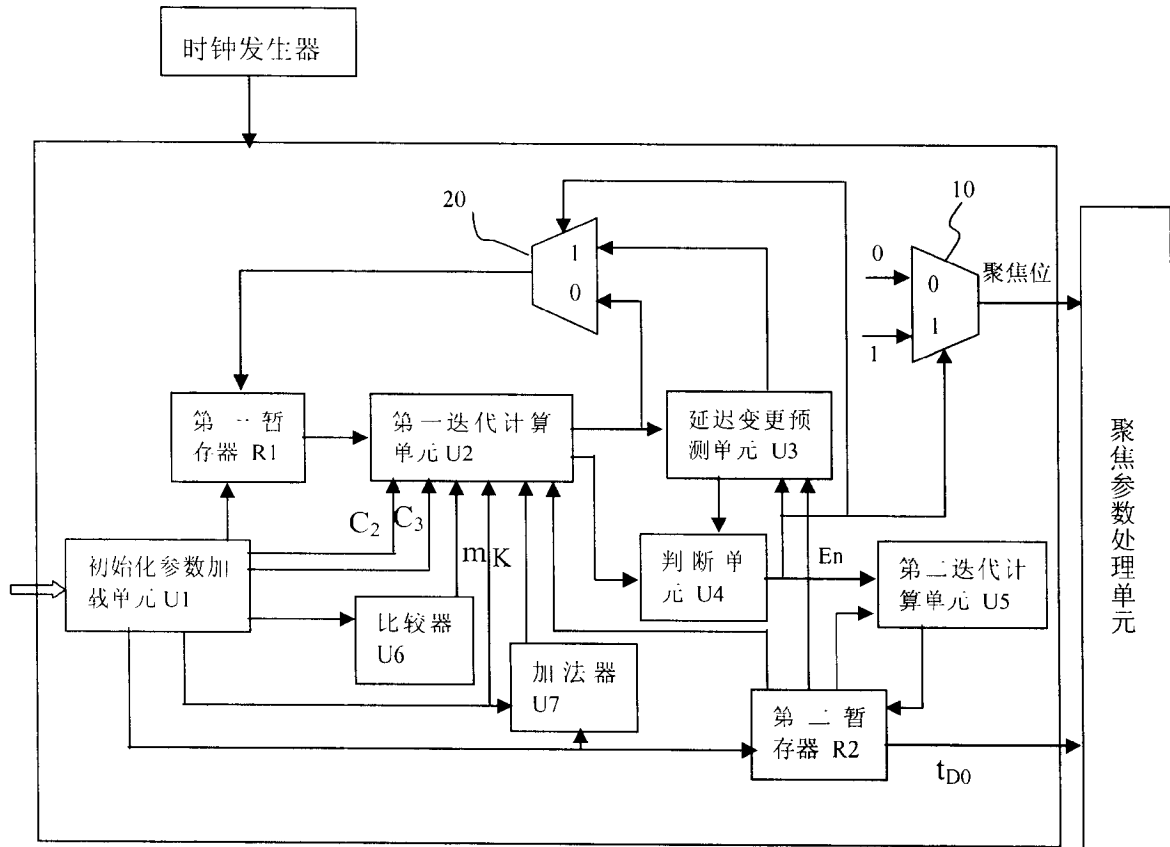 时钟发生器
20
10
1
0
0
0
1
1
聚焦位
第一暂
存器 R1
第一迭代计算
单元 U2
延迟变更预
测单元 U3
聚焦参数处理单元
C2
C3
m
K
En
初始化参数加
载单元 U1
比较器
U6
加法器
U7
判断单
元 U4
第二迭代计
算单元 U5
第二暂
存器 R2
tD0